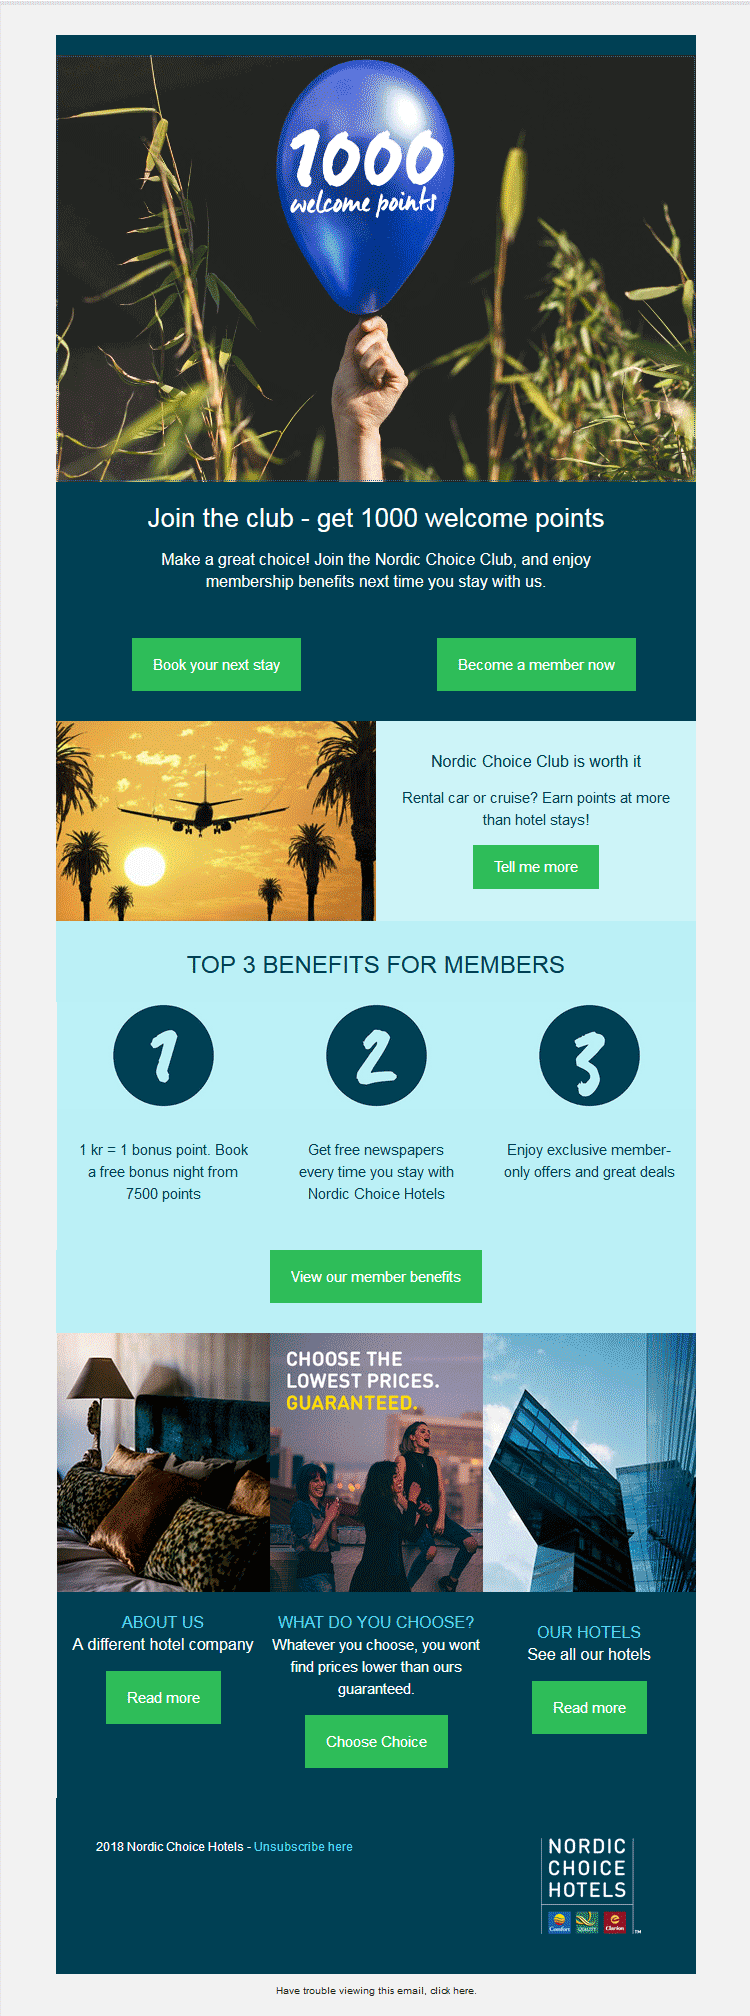 1000
welcome points
Join the club - get 1000 welcome points
Make a great choice! Join the Nordic Choice Club, and enjoy
membership benefits next time you stay with us.
Book your next stay
Become a member now
Nordic Choice Club is worth it
Rental car or cruise? Earn points at more
than hotel stays!
Tell me more
TOP 3 BENEFITS FOR MEMBERS
1
2
3
1 kr = 1 bonus point. Book
a free bonus night from
7500 points
Get free newspapers
every time you stay with
Nordic Choice Hotels
Enjoy exclusive member-
only offers and great deals
View our member benefits
CHOOSE THE
LOWEST PRICES.
GUARANTEED.
ABOUT US
A different hotel company
Read more
WHAT DO YOU CHOOSE?
Whatever you choose, you wont
find prices lower than ours
guaranteed.
Choose Choice
OUR HOTELS
See all our hotels
Read more
2018 Nordic Choice Hotels - Unsubscribe here
NORDIC
CHOICE
HOTELS
Comfort QUALITY Clarion ™
Have trouble viewing this email, click here.